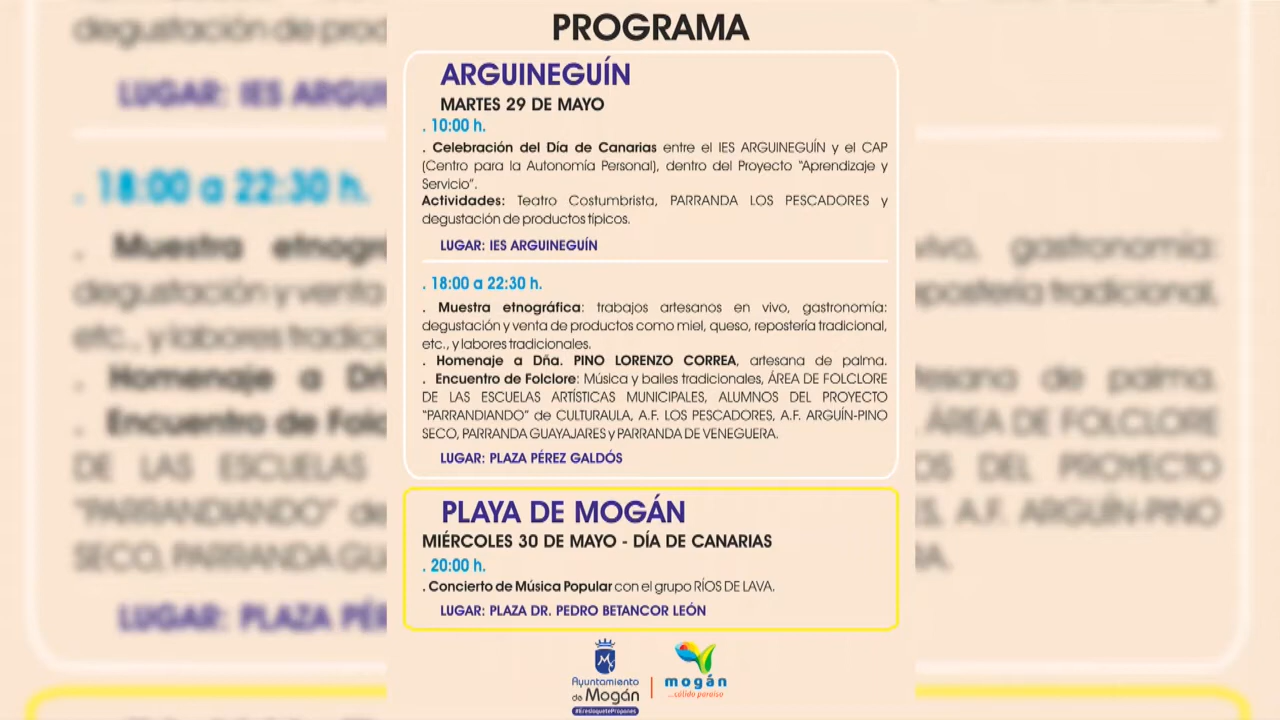 PROGRAMA
ARGUINEGUÍN
MARTES 29 DE MAYO
. 10:00 h.
. Celebración del Día de Canarias entre el IES ARGUINEGUÍN y el CAP
(Centro para la Autonomía Personal), dentro del Proyecto "Aprendizaje y
Servicio".
Actividades: Teatro Costumbrista, PARRANDA LOS PESCADORES y
degustación de productos típicos.
LUGAR: IES ARGUINEGUÍN
. 18:00 a 22:30 h.
. Muestra etnográfica: trabajos artesanos en vivo, gastronomía:
degustación y venta de productos como miel, queso, repostería tradicional,
etc., y labores tradicionales.
. Homenaje a Dña. PINO LORENZO CORREA, artesana de palma.
. Encuentro de Folclore: Música y bailes tradicionales, ÁREA DE FOLCLORE
DE LAS ESCUELAS ARTÍSTICAS MUNICIPALES, ALUMNOS DEL PROYECTO
"PARRANDIANDO" de CULTURAULA, A.F. LOS PESCADORES, A.F. ARGUÍN-PINO
SECO, PARRANDA GUAYAJARES y PARRANDA DE VENEGUERA.
LUGAR: PLAZA PÉREZ GALDÓS
PLAYA DE MOGÁN
MIÉRCOLES 30 DE MAYO - DÍA DE CANARIAS
. 20:00 h.
. Concierto de Música Popular con el grupo RÍOS DE LAVA.
LUGAR: PLAZA DR. PEDRO BETANCOR LEÓN
Ayuntamiento
de Mogán
#EresloquetePropones
mogán
...cálido paraíso